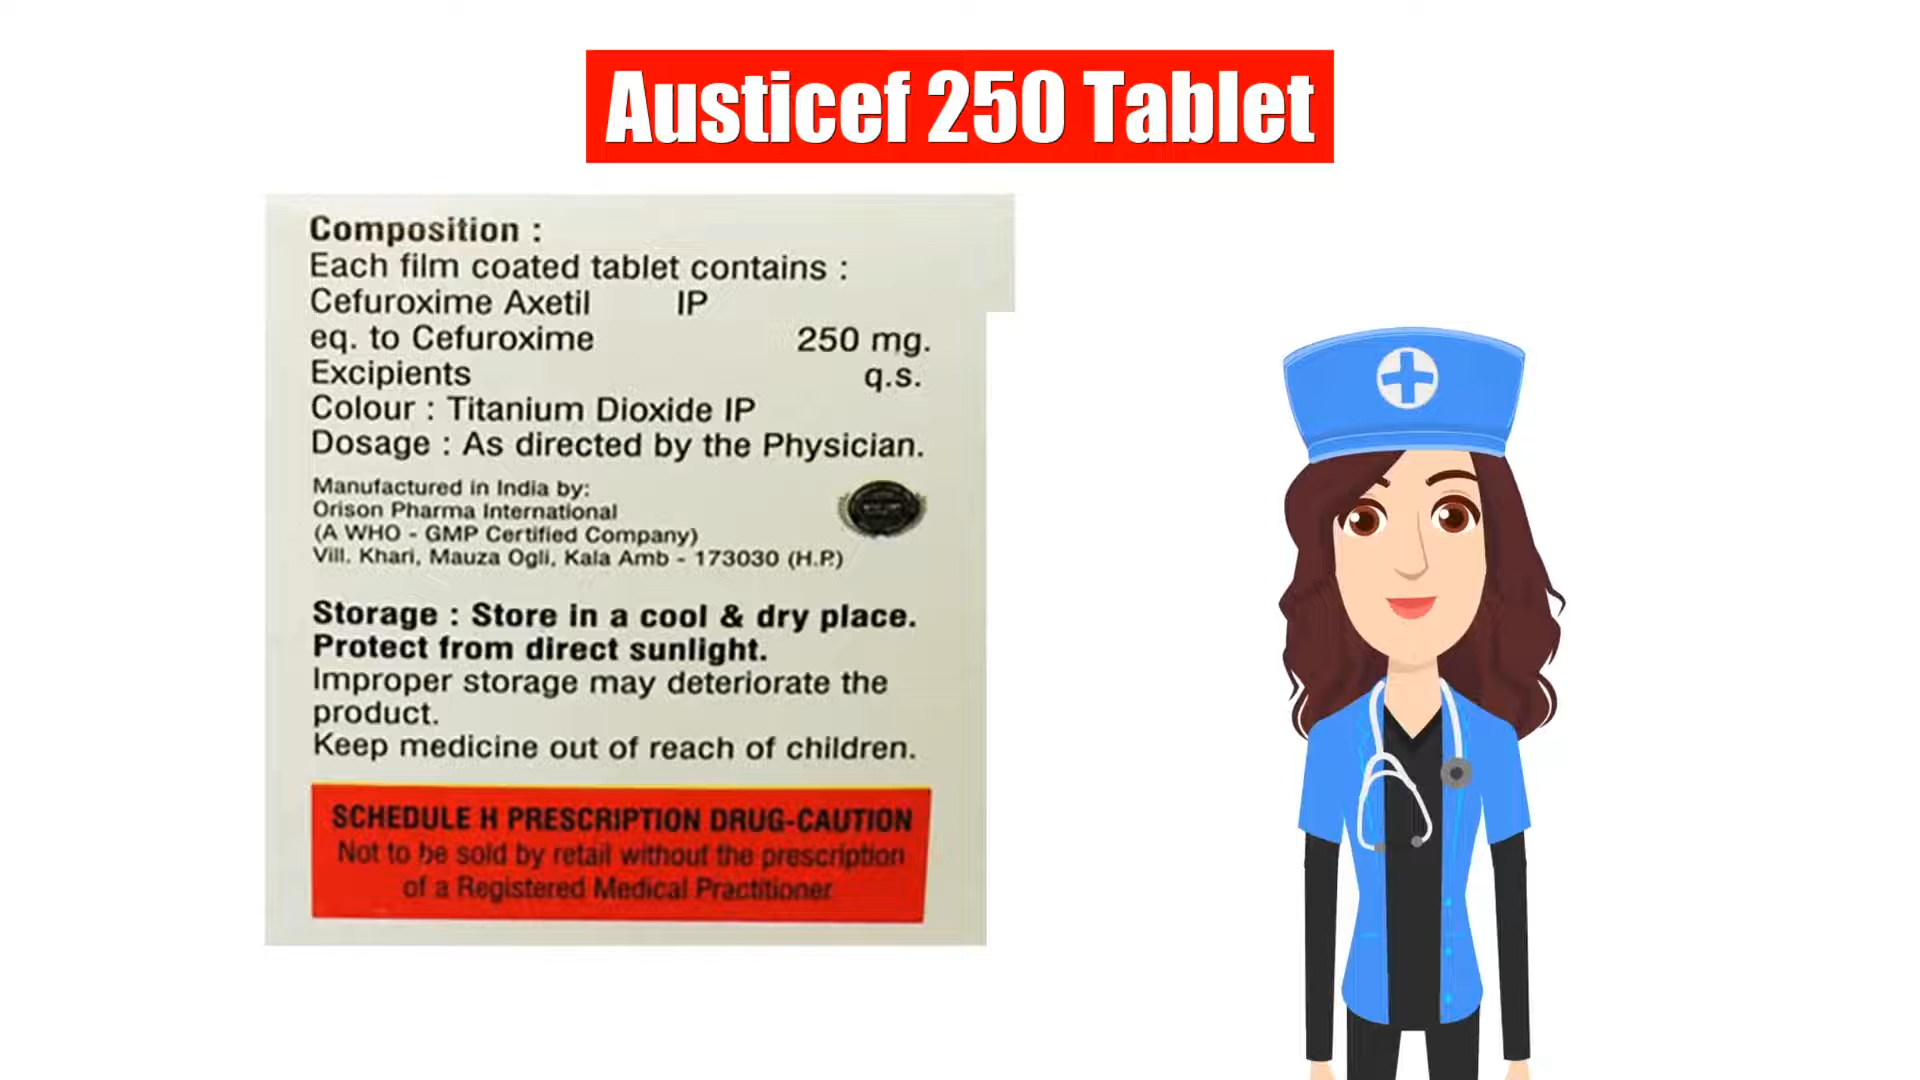 Austicef 250 Tablet
Composition :
Each film coated tablet contains :
Cefuroxime Axetil IP
eq. to Cefuroxime 250 mg.
Excipients q.s.
Colour : Titanium Dioxide IP
Dosage : As directed by the Physician.
Manufactured in India by:
Orison Pharma International
(A WHO - GMP Certified Company)
Vill. Khari, Mauza Ogli, Kala Amb - 173030 (H.P.)
Storage : Store in a cool & dry place.
Protect from direct sunlight.
Improper storage may deteriorate the
product.
Keep medicine out of reach of children.
SCHEDULE H PRESCRIPTION DRUG-CAUTION
Not to be sold by retail without the prescription
of a Registered Medical Practitioner